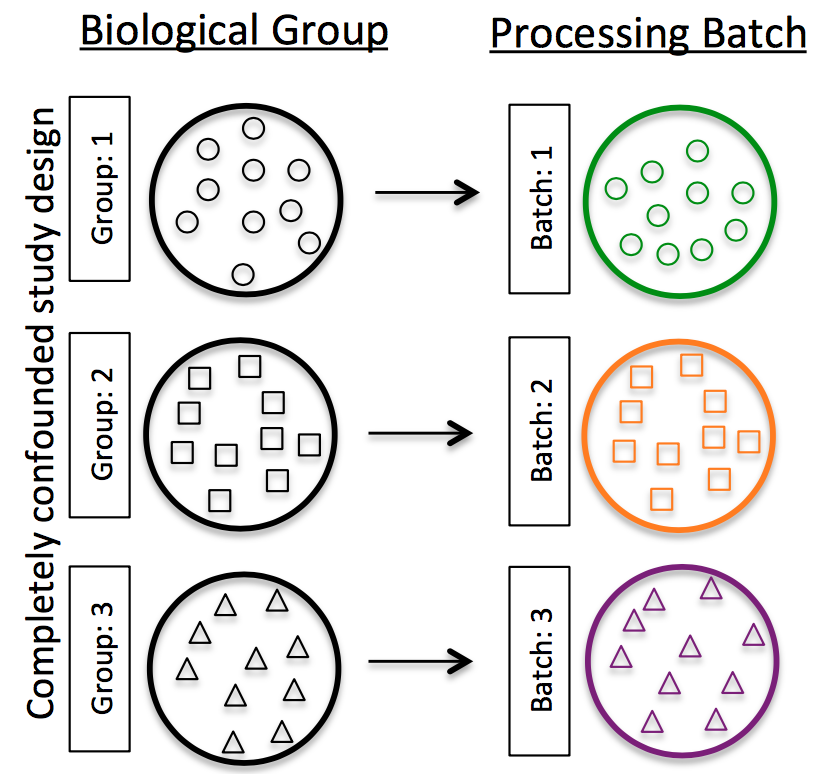 Biological Group
Processing Batch
Completely confounded study design
Group: 1
Batch: 1
Group: 2
Batch: 2
Group: 3
Batch: 3